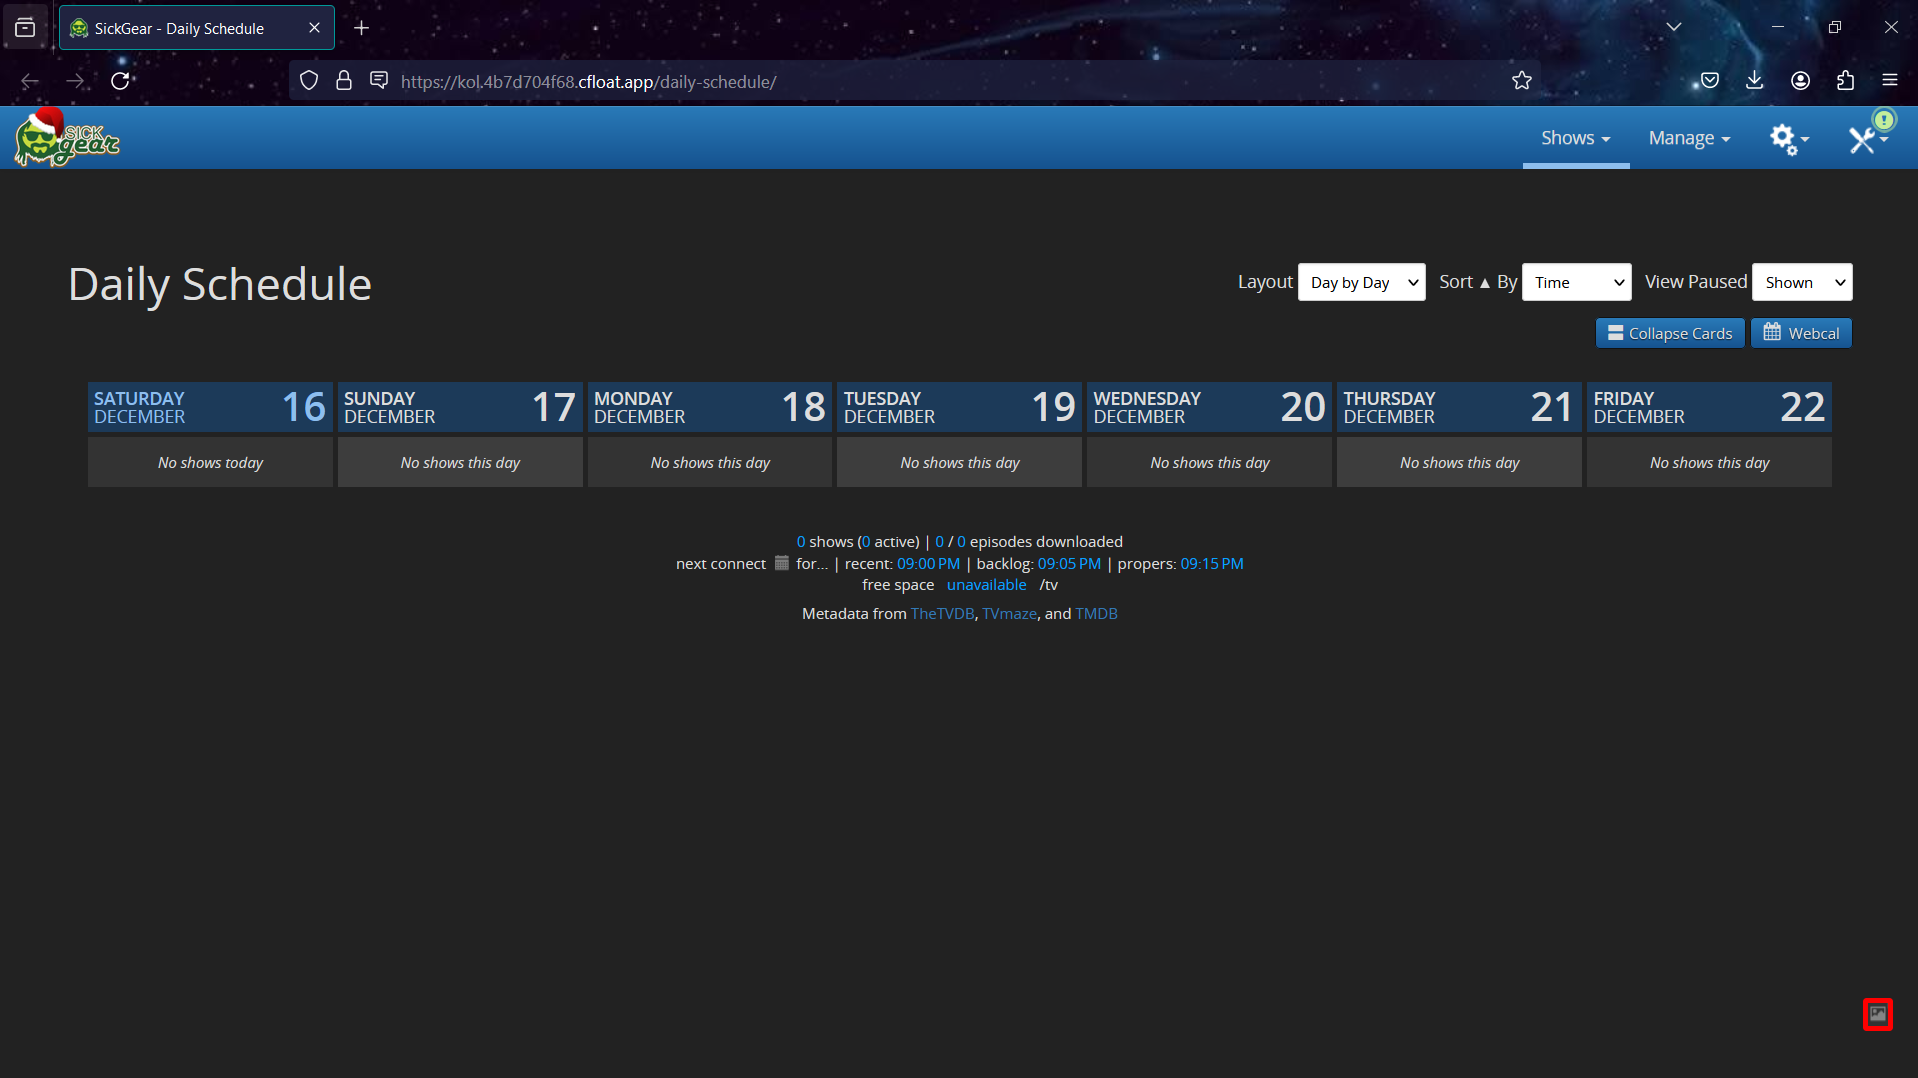 SickGear - Daily Schedule
https://kol.4b7d704f68.cfloat.app/daily-schedule/
SICK gear
Shows Manage
Daily Schedule
Layout Day by Day Sort ▲ By Time View Paused Shown
Collapse Cards Webcal
SATURDAY DECEMBER 16
SUNDAY DECEMBER 17
MONDAY DECEMBER 18
TUESDAY DECEMBER 19
WEDNESDAY DECEMBER 20
THURSDAY DECEMBER 21
FRIDAY DECEMBER 22
No shows today No shows this day No shows this day No shows this day No shows this day No shows this day No shows this day
0 shows (0 active) | 0 / 0 episodes downloaded
next connect for... | recent: 09:00 PM | backlog: 09:05 PM | propers: 09:15 PM
free space unavailable /tv
Metadata from TheTVDB, TVmaze, and TMDB